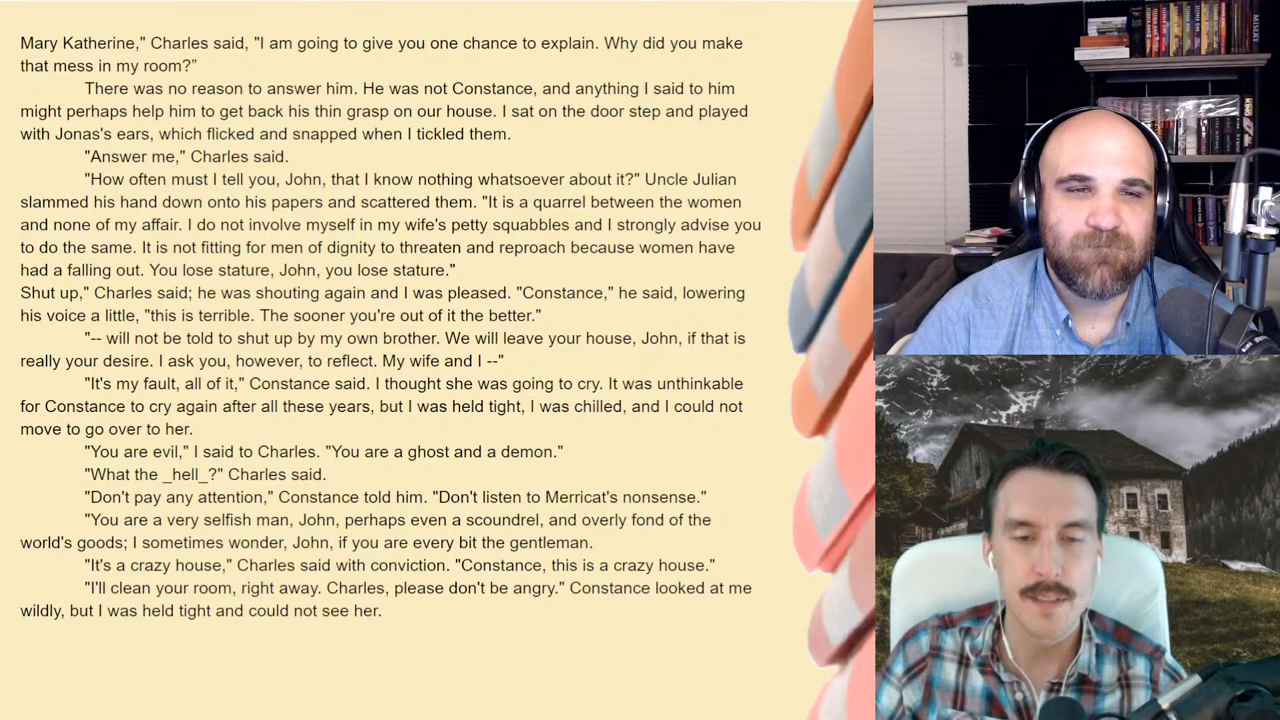 Mary Katherine," Charles said, "I am going to give you one chance to explain. Why did you make
that mess in my room?”
There was no reason to answer him. He was not Constance, and anything I said to him
might perhaps help him to get back his thin grasp on our house. I sat on the door step and played
with Jonas's ears, which flicked and snapped when I tickled them.
"Answer me," Charles said.
"How often must I tell you, John, that I know nothing whatsoever about it?" Uncle Julian
slammed his hand down onto his papers and scattered them. "It is a quarrel between the women
and none of my affair. I do not involve myself in my wife's petty squabbles and I strongly advise you
to do the same. It is not fitting for men of dignity to threaten and reproach because women have
had a falling out. You lose stature, John, you lose stature."
Shut up," Charles said; he was shouting again and I was pleased. "Constance," he said, lowering
his voice a little, "this is terrible. The sooner you're out of it the better."
"-- will not be told to shut up by my own brother. We will leave your house, John, if that is
really your desire. I ask you, however, to reflect. My wife and I --"
"It's my fault, all of it," Constance said. I thought she was going to cry. It was unthinkable
for Constance to cry again after all these years, but I was held tight, I was chilled, and I could not
move to go over to her.
"You are evil," I said to Charles. "You are a ghost and a demon."
"What the _hell_?" Charles said.
"Don't pay any attention," Constance told him. "Don't listen to Merricat's nonsense."
"You are a very selfish man, John, perhaps even a scoundrel, and overly fond of the
world's goods; I sometimes wonder, John, if you are every bit the gentleman.
"It's a crazy house," Charles said with conviction. "Constance, this is a crazy house."
"I'll clean your room, right away. Charles, please don't be angry." Constance looked at me
wildly, but I was held tight and could not see her.
MISERY
KING